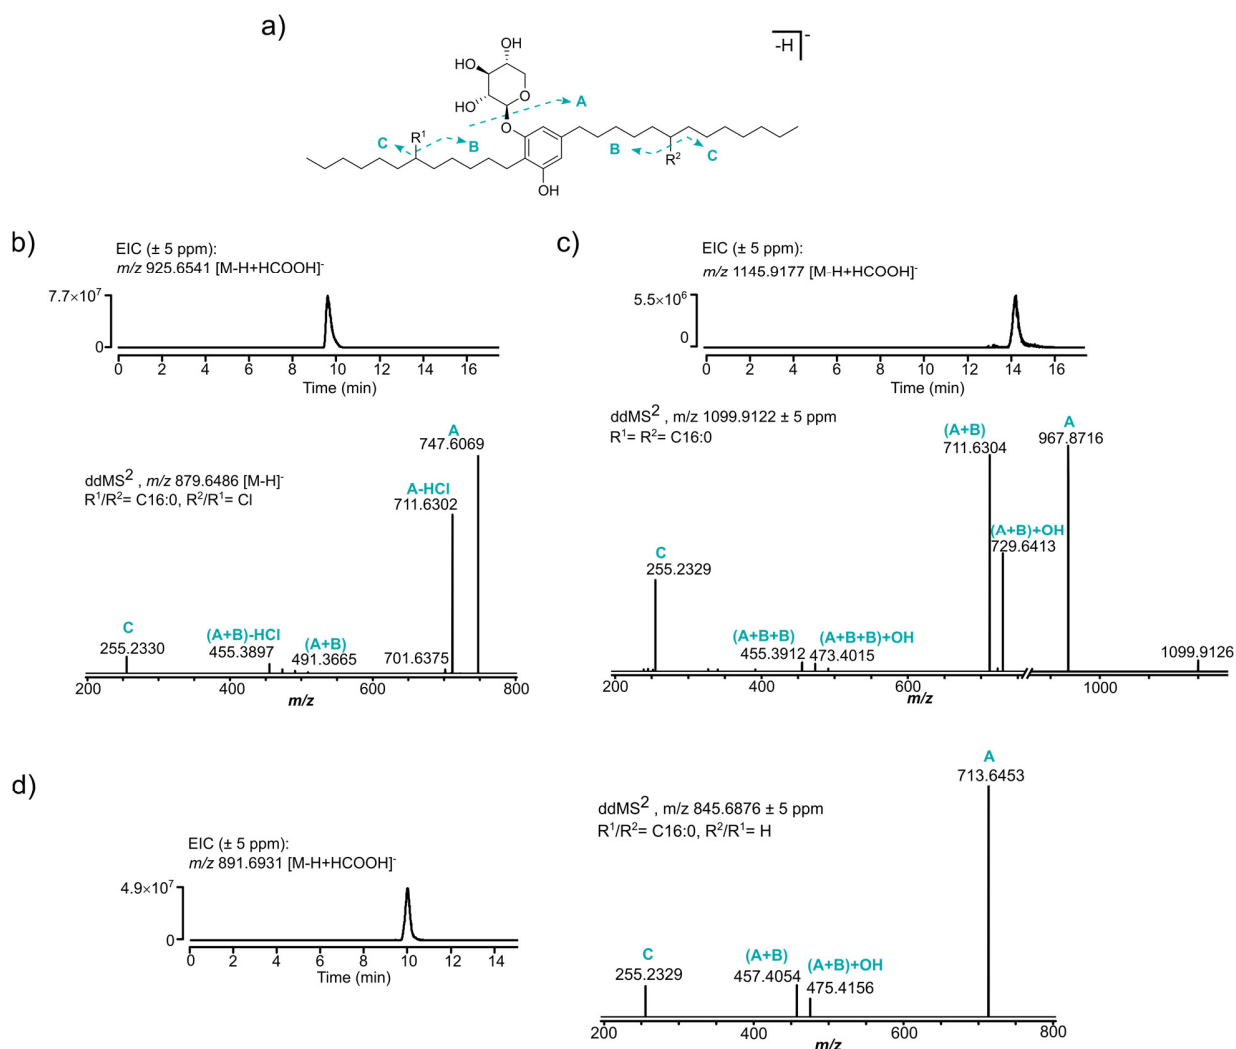 a)
-H
-
OH
HO
HO
HO
O
O
A
R¹
C
B
B
R²
C
OH
b)
EIC (± 5 ppm):
m/z 925.6541 [M-H+HCOOH]-
7.7×10⁷
0
0 2 4 6 8 10 12 14 16
Time (min)
ddMS², m/z 879.6486 [M-H]-
R¹/R²= C16:0, R²/R¹= Cl
A
747.6069
A-HCl
711.6302
C
255.2330
(A+B)-HCl
455.3897
(A+B)
491.3665
701.6375
200 400 600 800
m/z
c)
EIC (± 5 ppm):
m/z 1145.9177 [M-H+HCOOH]-
5.5×10⁶
0
0 2 4 6 8 10 12 14 16
Time (min)
ddMS² , m/z 1099.9122 ± 5 ppm
R¹= R²= C16:0
(A+B)
711.6304
A
967.8716
(A+B)+OH
729.6413
C
255.2329
(A+B+B)
455.3912
(A+B+B)+OH
473.4015
1099.9126
200 400 600 1000
m/z
d)
EIC (± 5 ppm):
m/z 891.6931 [M-H+HCOOH]-
4.9×10⁷
0
0 2 4 6 8 10 12 14
Time (min)
ddMS² , m/z 845.6876 ± 5 ppm
R¹/R²= C16:0, R²/R¹= H
A
713.6453
C
255.2329
(A+B)
457.4054
(A+B)+OH
475.4156
200 400 600 800
m/z